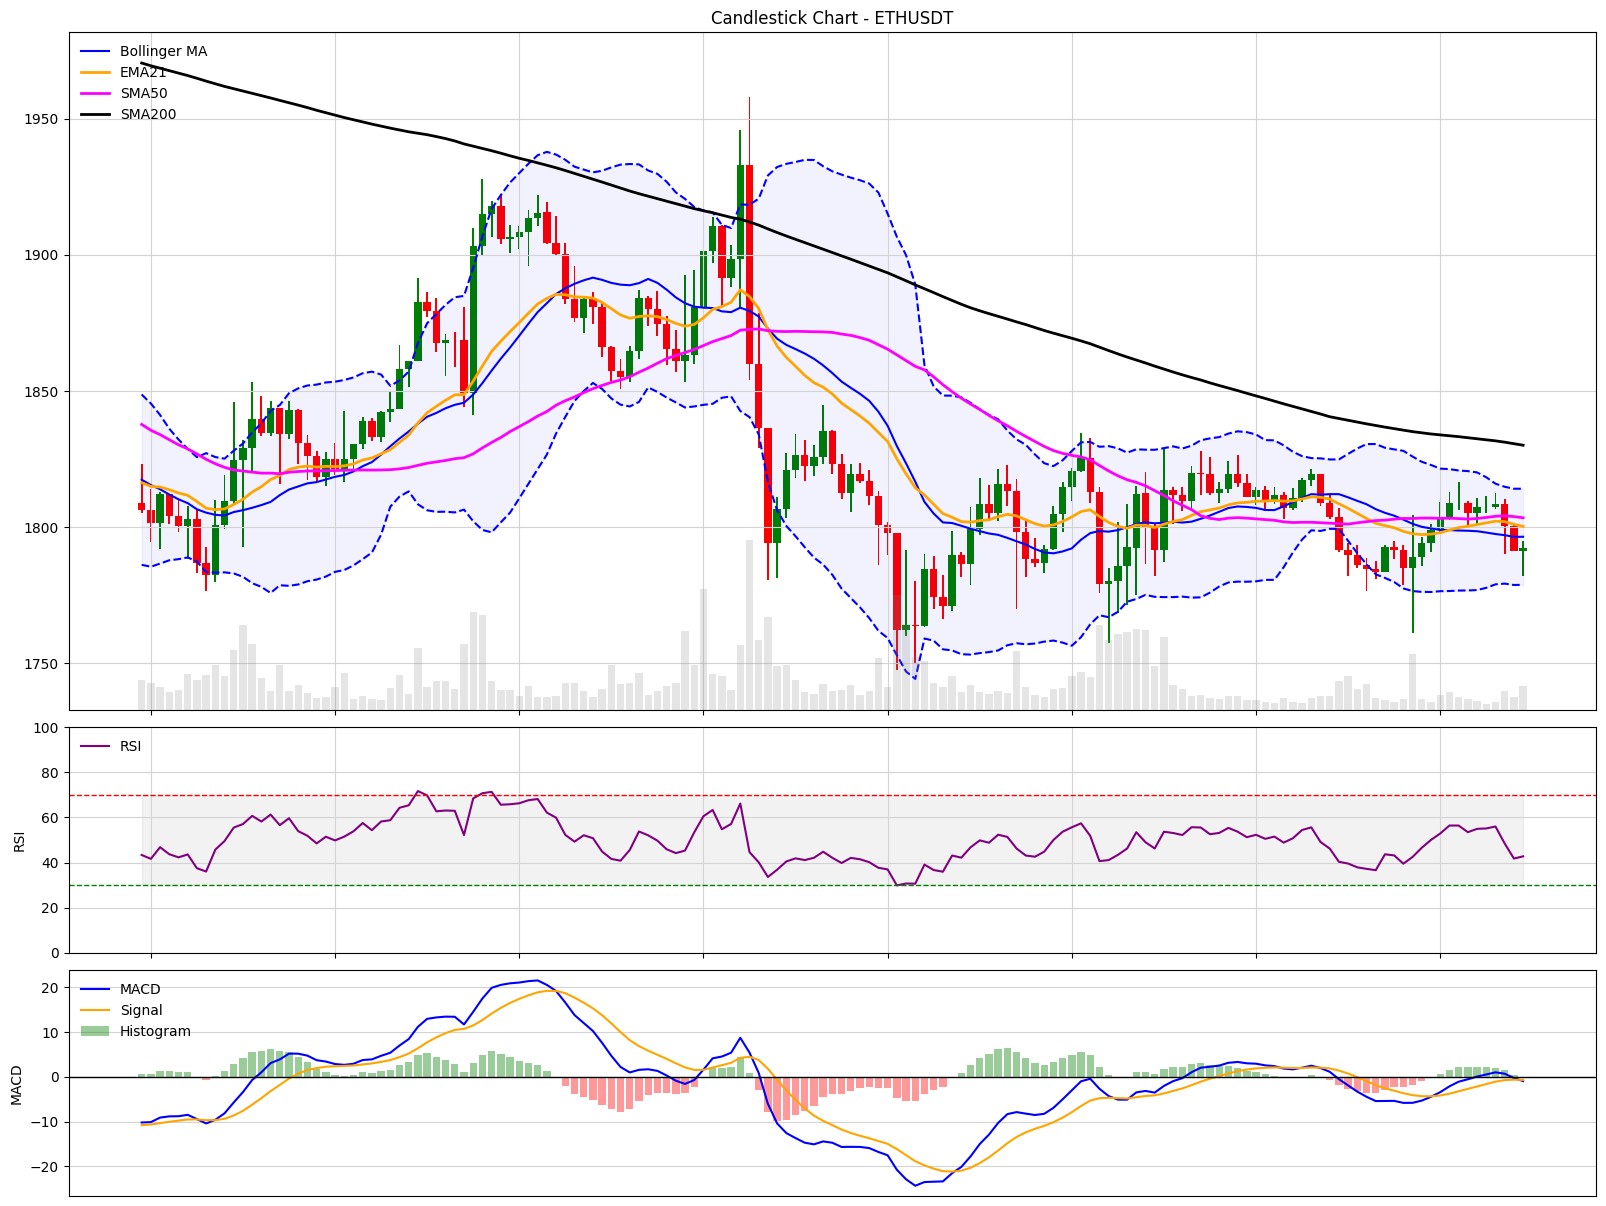 Candlestick Chart - ETHUSDT
Bollinger MA
EMA21
SMA50
SMA200
1950
1900
1850
1800
1750
RSI
100
80
60
40
20
0
RSI
MACD
Signal
Histogram
20
10
0
−10
−20
MACD